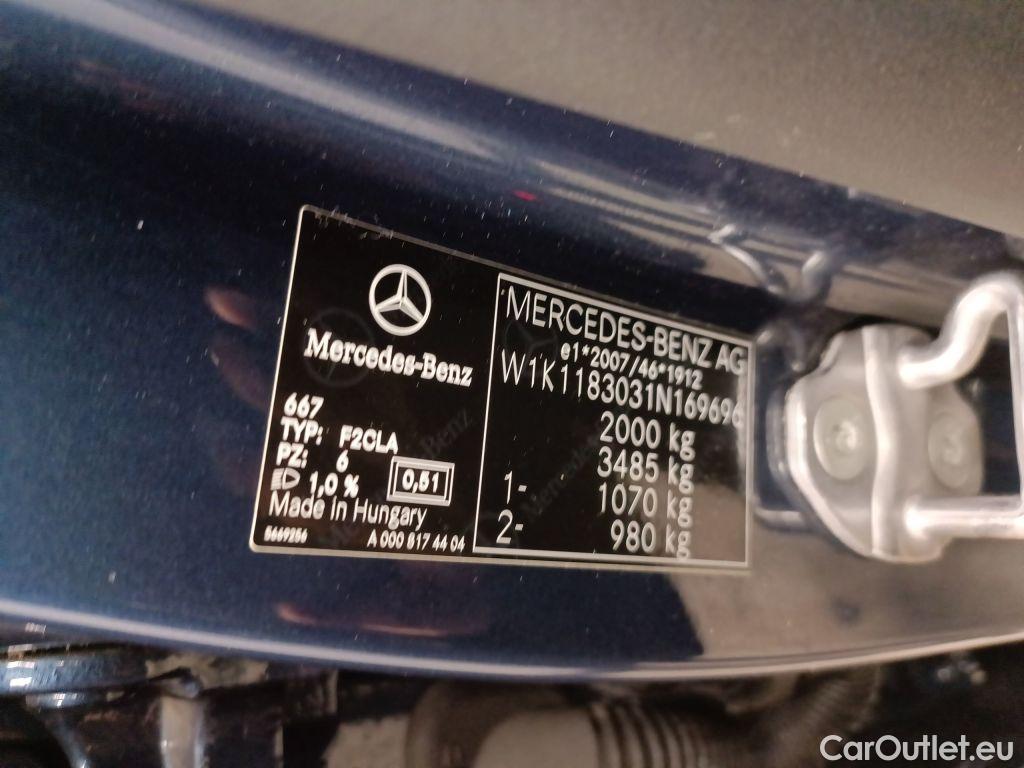 Mercedes-Benz
667
TYP: F2CLA
PZ: 6
1,0 % 0,51
Made in Hungary
5669256 A 000 817 44 04
MERCEDES-BENZ AG
e1*2007/46*1912
W1K1183031N169696
2000 kg
3485 kg
1- 1070 kg
2- 980 kg
CarOutlet.eu